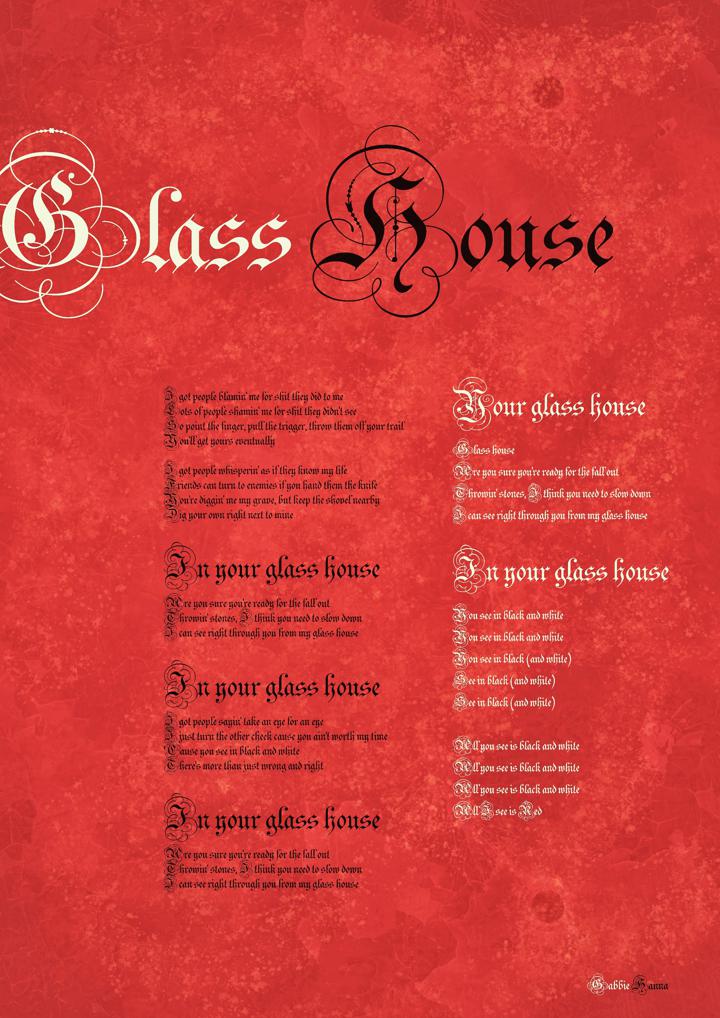 Glass House
I got people blamin' me for shit they did to me
Lots of people shamin' me for shit they didn't see
So point the finger, pull the trigger, throw them off your trail
You'll get yours eventually
I got people whisperin' as if they know my life
Friends can turn to enemies if you hand them the knife
You're diggin' me my grave, but keep the shovel nearby
Dig your own right next to mine
In your glass house
Are you sure you're ready for the fall out
Throwin' stones, I think you need to slow down
I can see right through you from my glass house
In your glass house
I got people sayin' take an eye for an eye
I just turn the other cheek cause you ain't worth my time
Cause you see in black and white
There's more than just wrong and right
In your glass house
Are you sure you're ready for the fall out
Throwin' stones, I think you need to slow down
I can see right through you from my glass house
Your glass house
Glass house
Are you sure you're ready for the fall out
Throwin' stones, I think you need to slow down
I can see right through you from my glass house
In your glass house
You see in black and white
You see in black and white
You see in black (and white)
See in black (and white)
See in black (and white)
All you see is black and white
All you see is black and white
All you see is black and white
All I see is Red
Gabbie Hanna